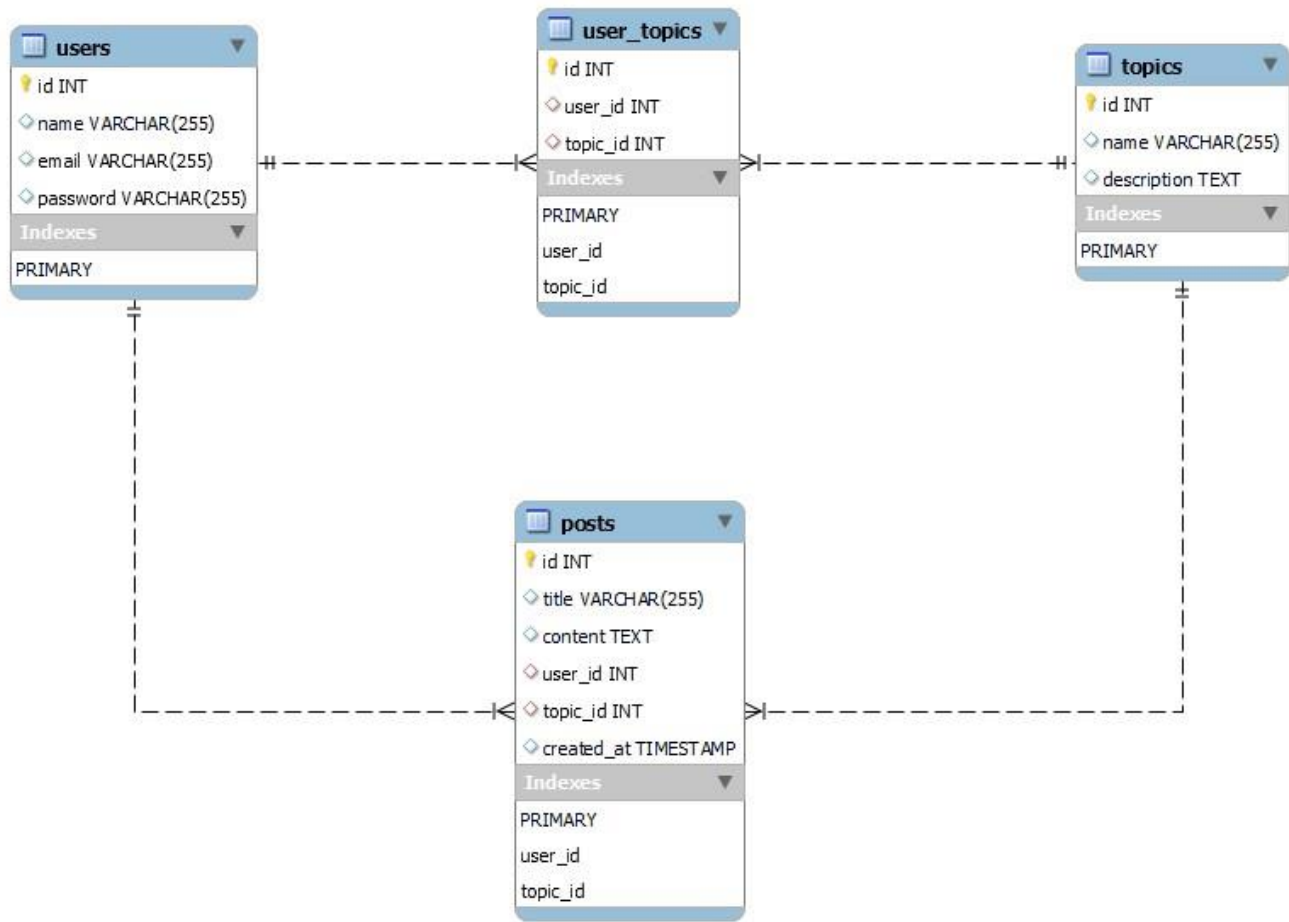 users
id INT
name VARCHAR(255)
email VARCHAR(255)
password VARCHAR(255)
Indexes
PRIMARY
user_topics
id INT
user_id INT
topic_id INT
Indexes
PRIMARY
user_id
topic_id
topics
id INT
name VARCHAR(255)
description TEXT
Indexes
PRIMARY
posts
id INT
title VARCHAR(255)
content TEXT
user_id INT
topic_id INT
created_at TIMESTAMP
Indexes
PRIMARY
user_id
topic_id